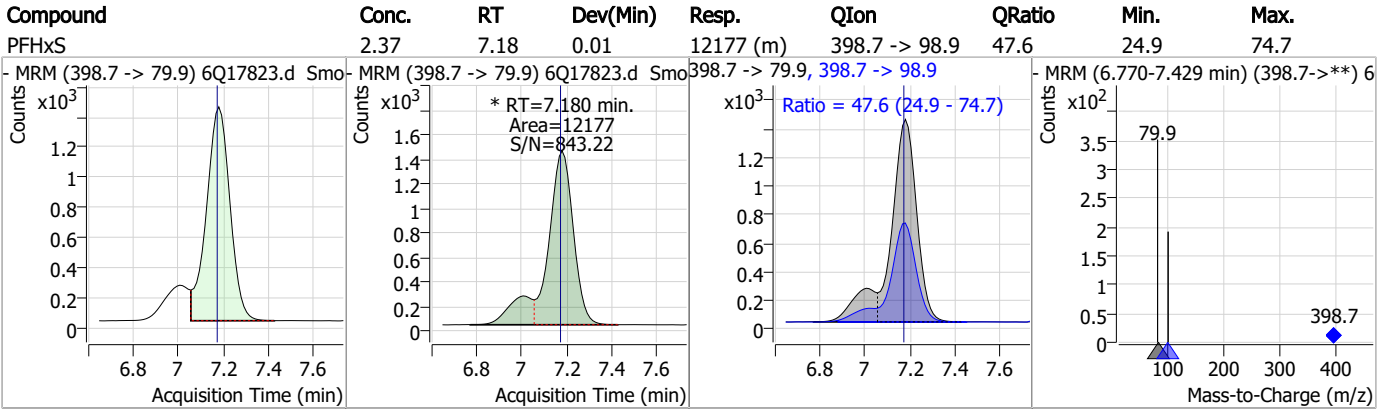 Compound Conc. RT Dev(Min) Resp. QIon QRatio Min. Max.
PFHxS 2.37 7.18 0.01 12177 (m) 398.7 -> 98.9 47.6 24.9 74.7
- MRM (398.7 -> 79.9) 6Q17823.d Smo
Counts
x10³
1.2
1
0.8
0.6
0.4
0.2
0
6.8 7 7.2 7.4 7.6
Acquisition Time (min)
- MRM (398.7 -> 79.9) 6Q17823.d Smo
Counts
x10³
* RT=7.180 min.
Area=12177
S/N=843.22
1.6
1.4
1.2
1
0.8
0.6
0.4
0.2
0
6.8 7 7.2 7.4 7.6
Acquisition Time (min)
398.7 -> 79.9, 398.7 -> 98.9
x10³
Ratio = 47.6 (24.9 - 74.7)
1.2
1
0.8
0.6
0.4
0.2
0
6.8 7 7.2 7.4 7.6
Acquisition Time (min)
- MRM (6.770-7.429 min) (398.7->**) 6
Counts
x10²
79.9
3.5
3
2.5
2
1.5
1
0.5
0
398.7
100 200 300 400
Mass-to-Charge (m/z)